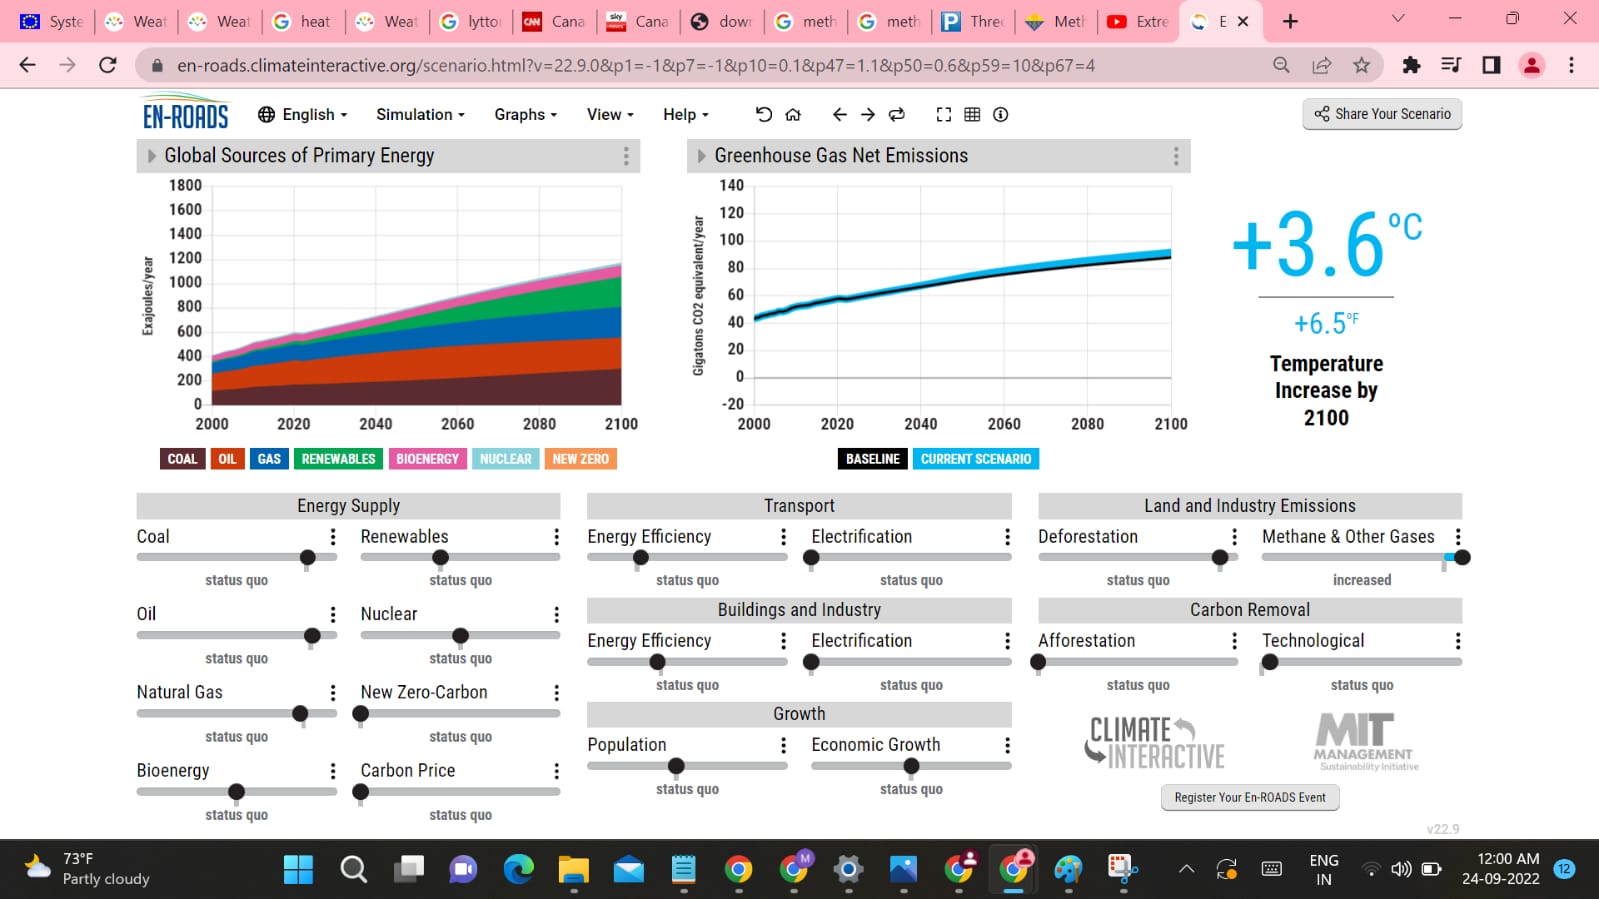 Syste
Weat
Weat
heat
Weat
lytto
CNN
Cana
sky
Cana
dowr
meth
meth
Three
Meth
Extre
E
en-roads.climateinteractive.org/scenario.html?v=22.9.0&p1=-1&p7=-1&p10=0.1&p47=1.1&p50=0.6&p59=10&p67=4
EN-ROADS
English
Simulation
Graphs
View
Help
Share Your Scenario
Global Sources of Primary Energy
Exajoules/year
1800
1600
1400
1200
1000
800
600
400
200
0
2000 2020 2040 2060 2080 2100
COAL OIL GAS RENEWABLES BIOENERGY NUCLEAR NEW ZERO
Greenhouse Gas Net Emissions
Gigatons CO2 equivalent/year
140
120
100
80
60
40
20
0
-20
2000 2020 2040 2060 2080 2100
BASELINE CURRENT SCENARIO
+3.6ºC
+6.5ºF
Temperature
Increase by
2100
Energy Supply
Coal
status quo
Renewables
status quo
Oil
status quo
Nuclear
status quo
Natural Gas
status quo
New Zero-Carbon
status quo
Bioenergy
status quo
Carbon Price
status quo
Transport
Energy Efficiency
status quo
Electrification
status quo
Buildings and Industry
Energy Efficiency
status quo
Electrification
status quo
Growth
Population
status quo
Economic Growth
status quo
Land and Industry Emissions
Deforestation
status quo
Methane & Other Gases
increased
Carbon Removal
Afforestation
status quo
Technological
status quo
CLIMATE
INTERACTIVE
MIT
MANAGEMENT
Sustainability Initiative
Register Your En-ROADS Event
v22.9
73°F
Partly cloudy
M
ENG
IN
12:00 AM
24-09-2022
12